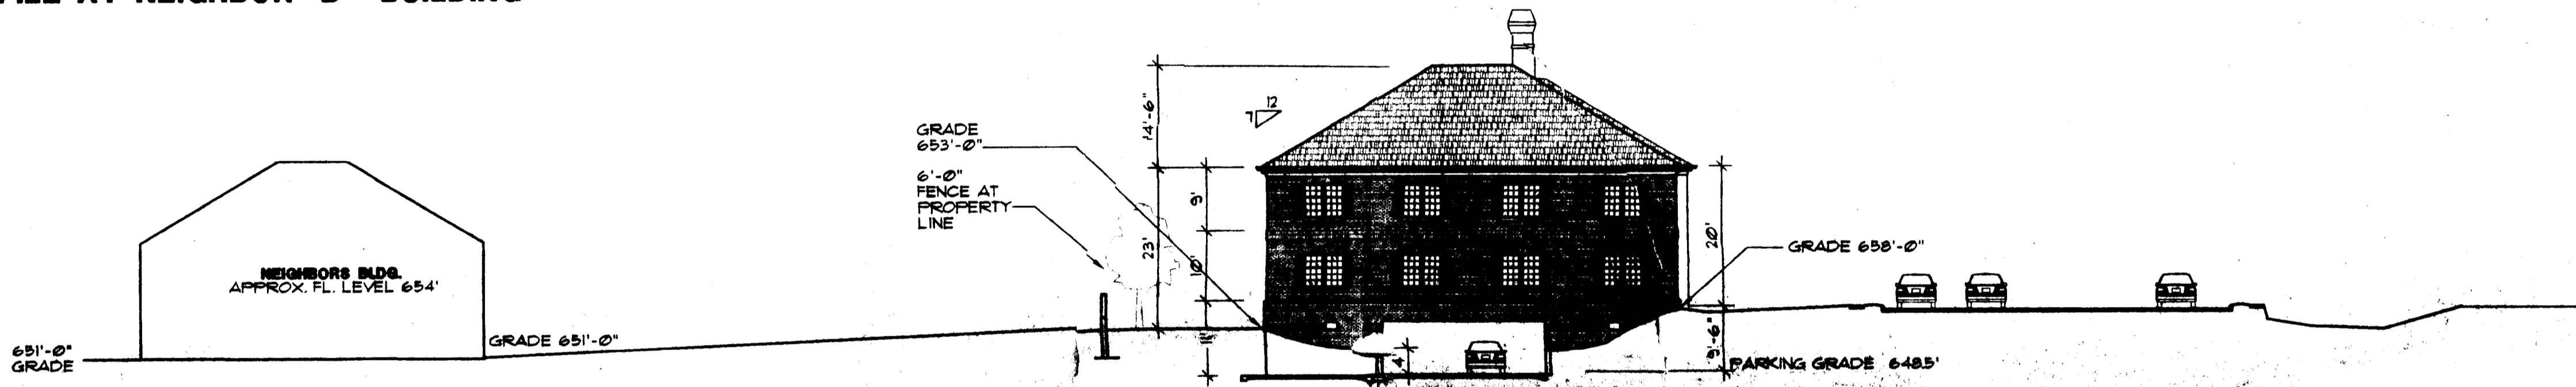 GRADE
653'-0"
6'-0"
FENCE AT
PROPERTY
LINE
14'-6"
12
7
23'
9'
10'
11'
20'
9'-6"
4'
GRADE 658'-0"
PARKING GRADE 648.5'
NEIGHBORS BLDG.
APPROX. FL. LEVEL 654'
GRADE 651'-0"
651'-0"
GRADE